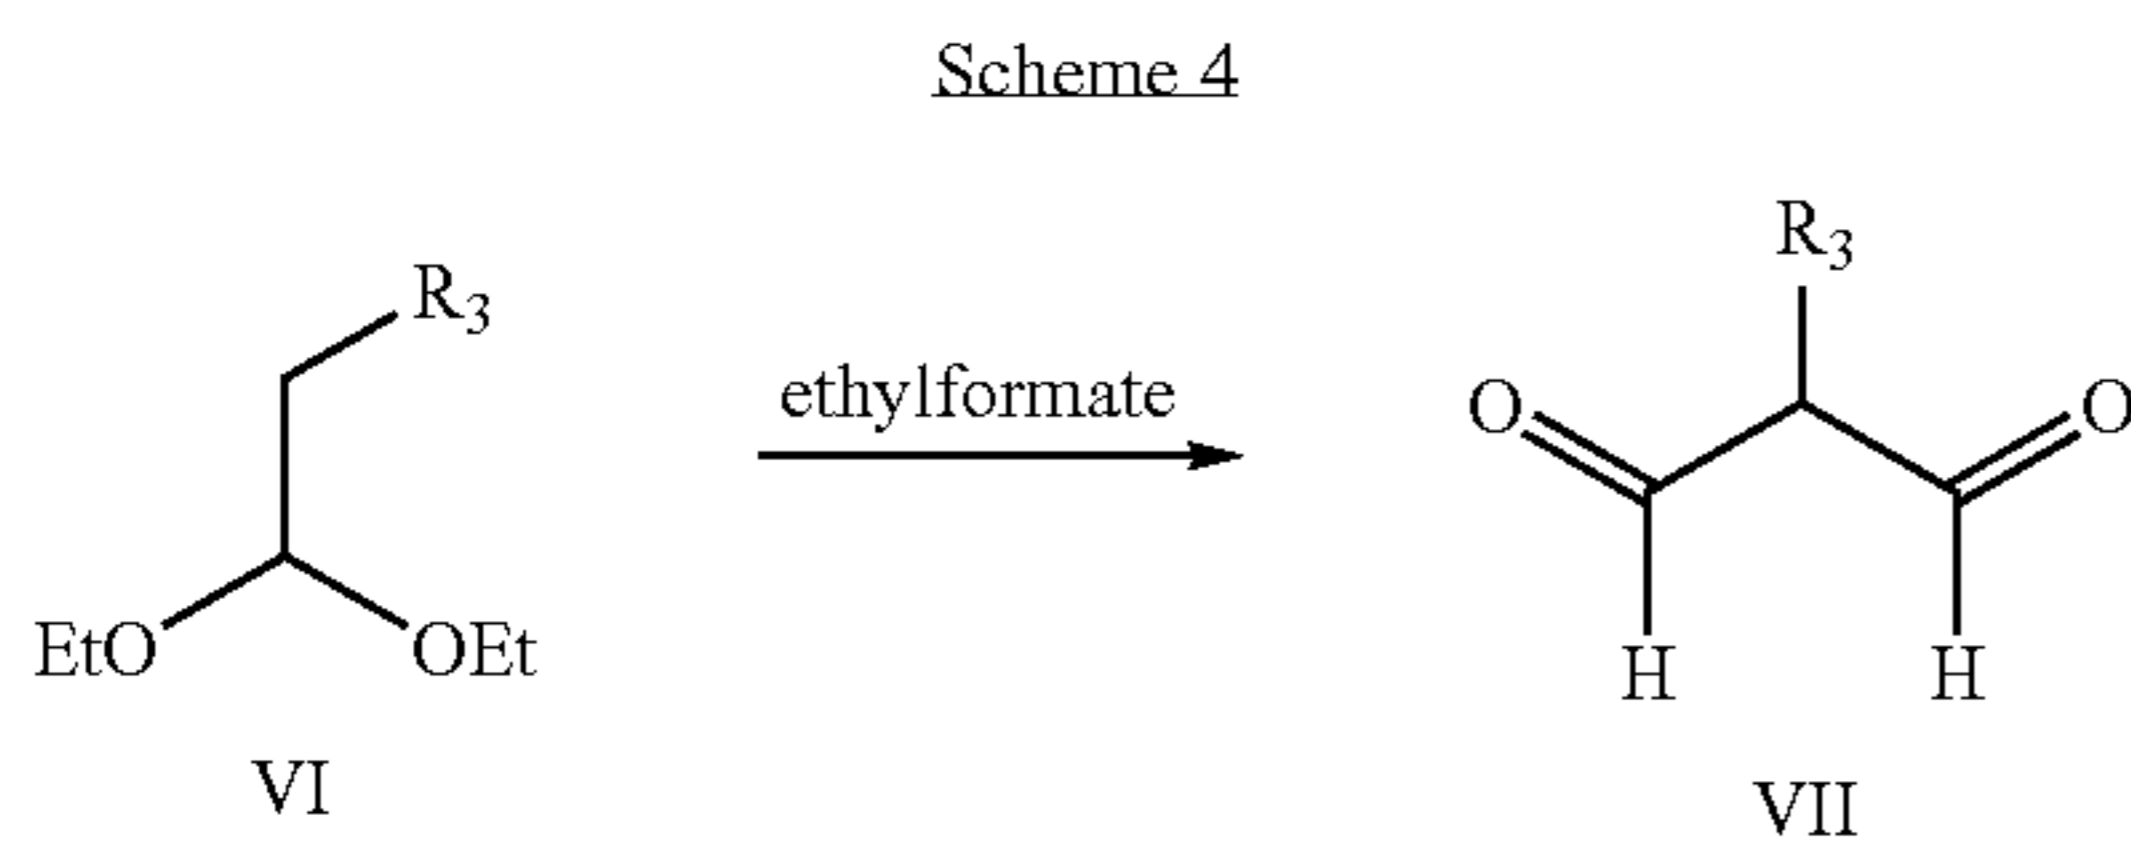 Scheme 4
R3
R3
ethylformate
O
O
EtO
OEt
H
H
VI
VII